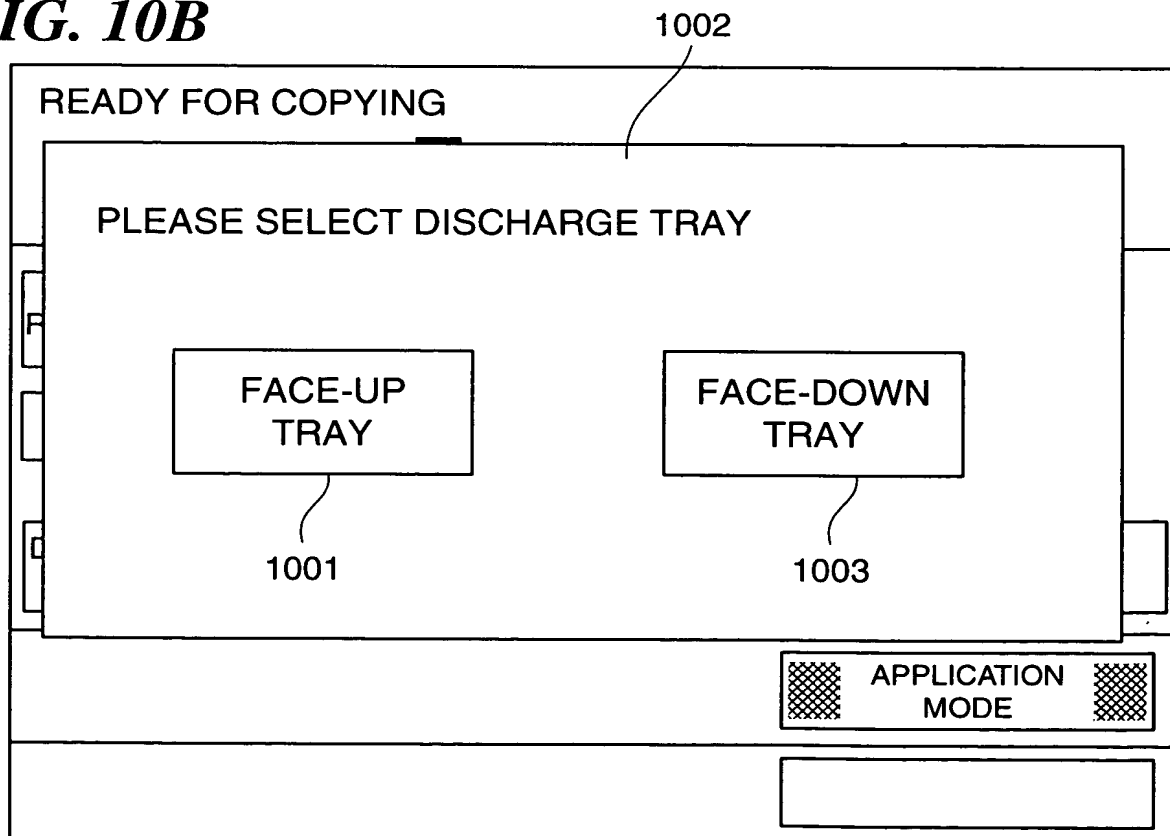 IG. 10B
1002
READY FOR COPYING
PLEASE SELECT DISCHARGE TRAY
FACE-UP
TRAY
FACE-DOWN
TRAY
1001
1003
APPLICATION
MODE